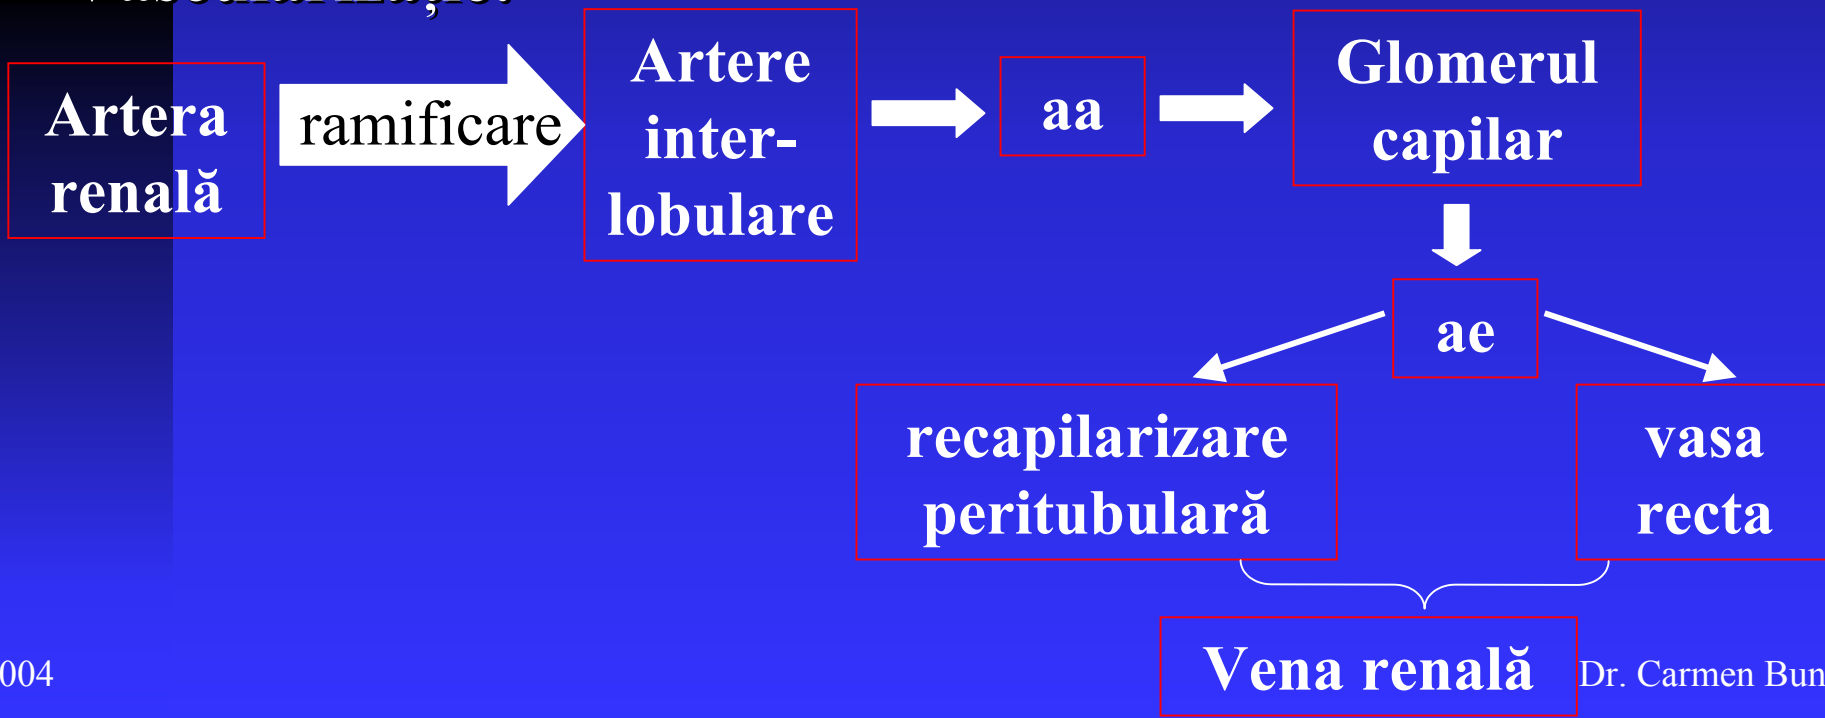 Artera
renală
ramificare
Artere
inter-
lobulare
aa
Glomerul
capilar
ae
recapilarizare
peritubulară
vasa
recta
Vena renală
004
Dr. Carmen Bun